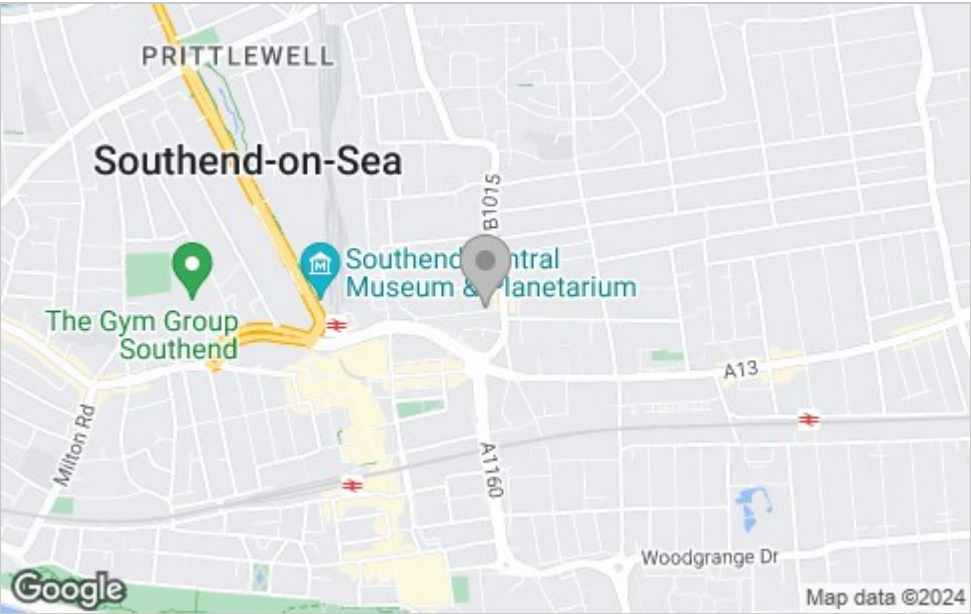 PRITTLEWELL
Southend-on-Sea
B1015
Southend Central
Museum & Planetarium
The Gym Group
Southend
A13
Milton Rd
A1160
Woodgrange Dr
Google
Map data ©2024